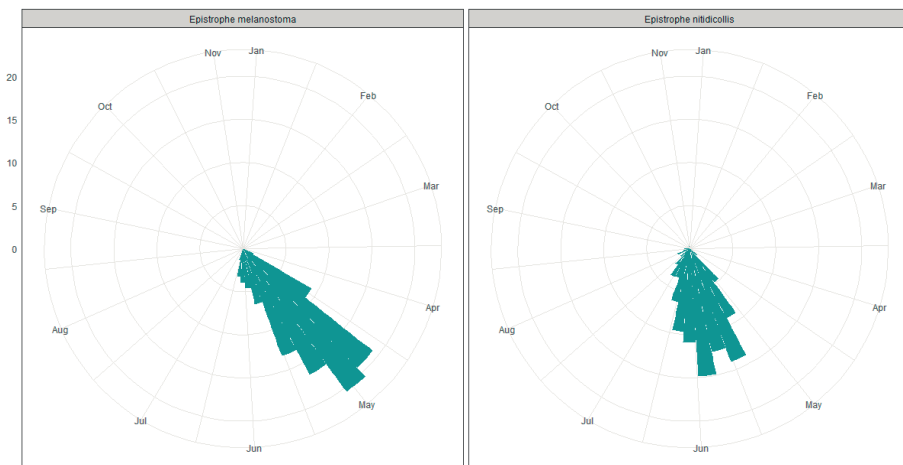 Epistrophe melanostoma
Epistrophe nitidicollis
20
15
10
5
0
Nov
Jan
Feb
Mar
Apr
May
Jun
Jul
Aug
Sep
Oct
Nov
Jan
Feb
Mar
Apr
May
Jun
Jul
Aug
Sep
Oct